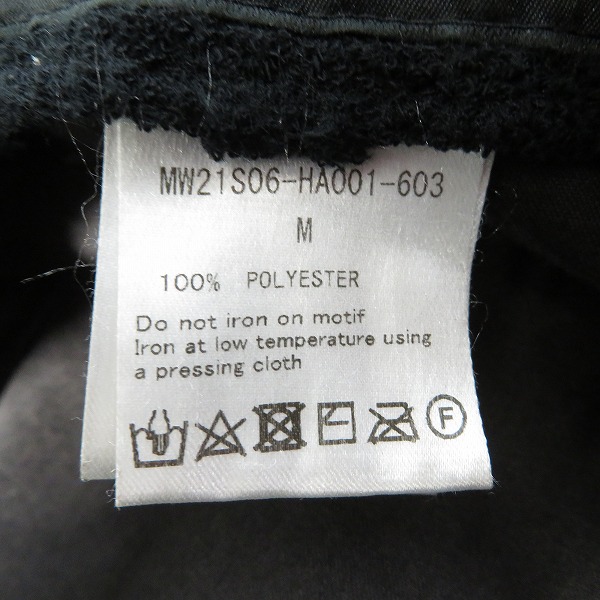 MW21S06-HA001-603
M
100% POLYESTER
Do not iron on motif
Iron at low temperature using
a pressing cloth
F